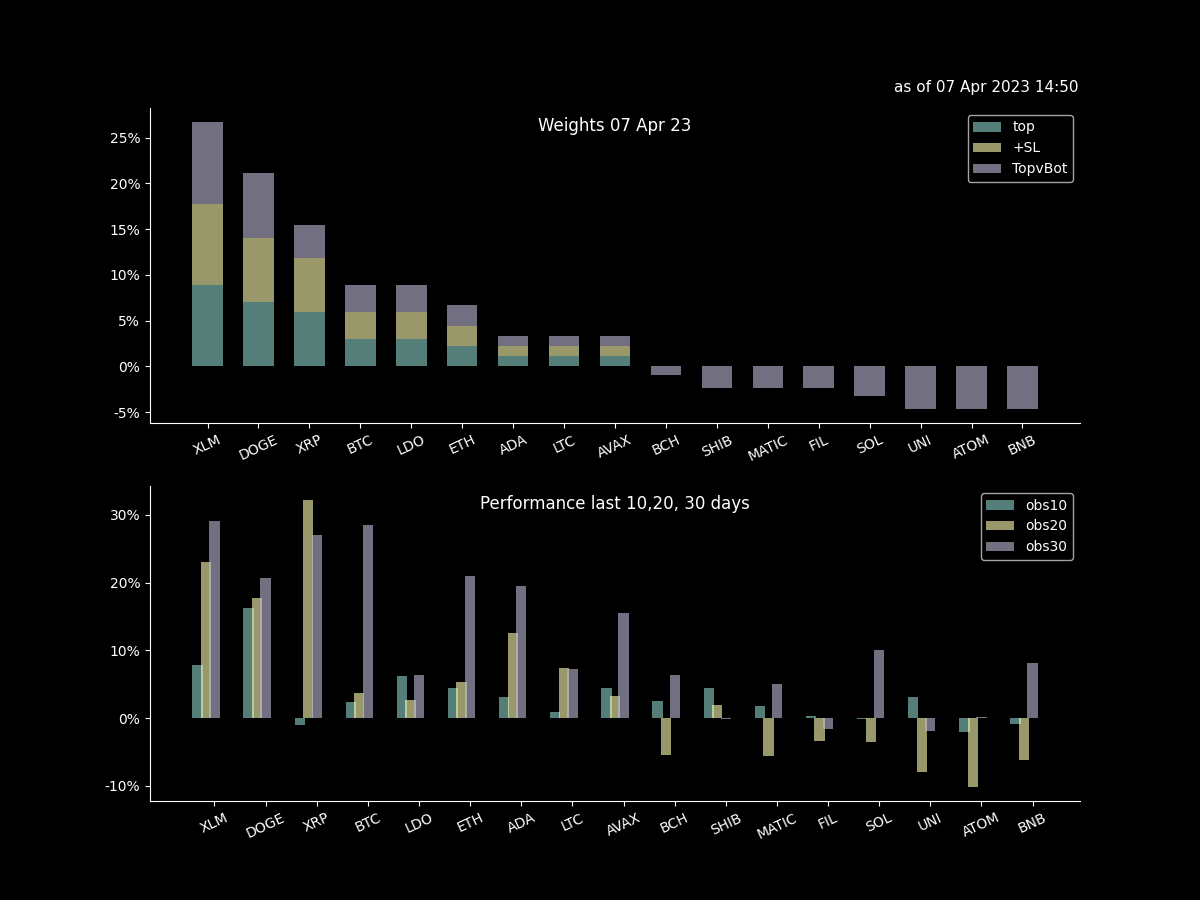 as of 07 Apr 2023 14:50
Weights 07 Apr 23
top
+SL
TopvBot
25%
20%
15%
10%
5%
0%
-5%
XLM DOGE XRP BTC LDO ETH ADA LTC AVAX BCH SHIB MATIC FIL SOL UNI ATOM BNB
Performance last 10,20, 30 days
obs10
obs20
obs30
30%
20%
10%
0%
-10%
XLM DOGE XRP BTC LDO ETH ADA LTC AVAX BCH SHIB MATIC FIL SOL UNI ATOM BNB